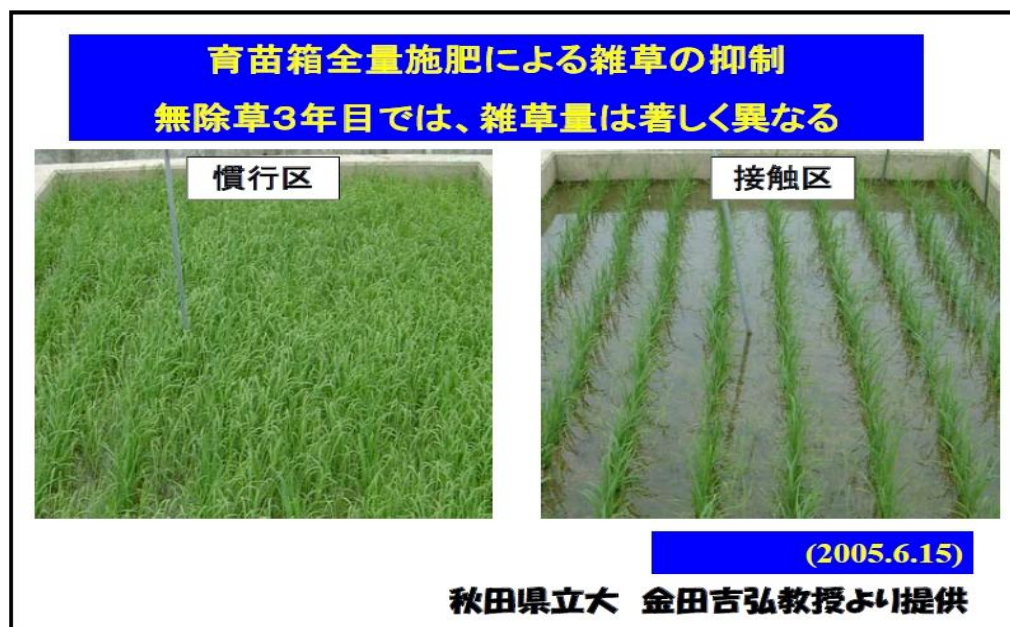 育苗箱全量施肥による雑草の抑制
無除草３年目では、雑草量は著しく異なる
慣行区
接触区
(2005.6.15)
秋田県立大　金田吉弘教授より提供